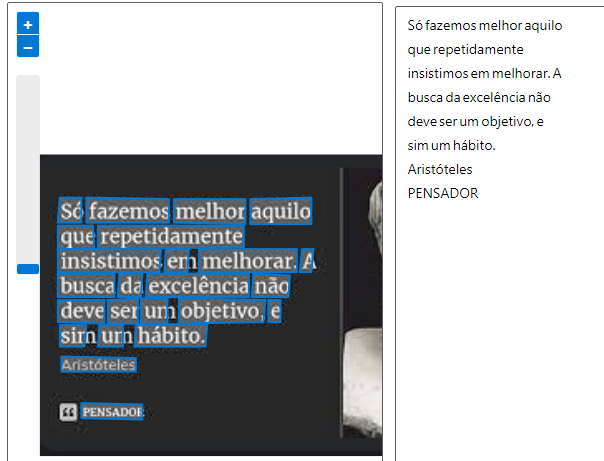 Só fazemos melhor aquilo
que repetidamente
insistimos em melhorar. A
busca da excelência não
deve ser um objetivo, e
sim um hábito.
Aristóteles
PENSADOR
Só fazemos melhor aquilo
que repetidamente
insistimos em melhorar. A
busca da excelência não
deve ser um objetivo, e
sim um hábito.
Aristóteles
PENSADOR